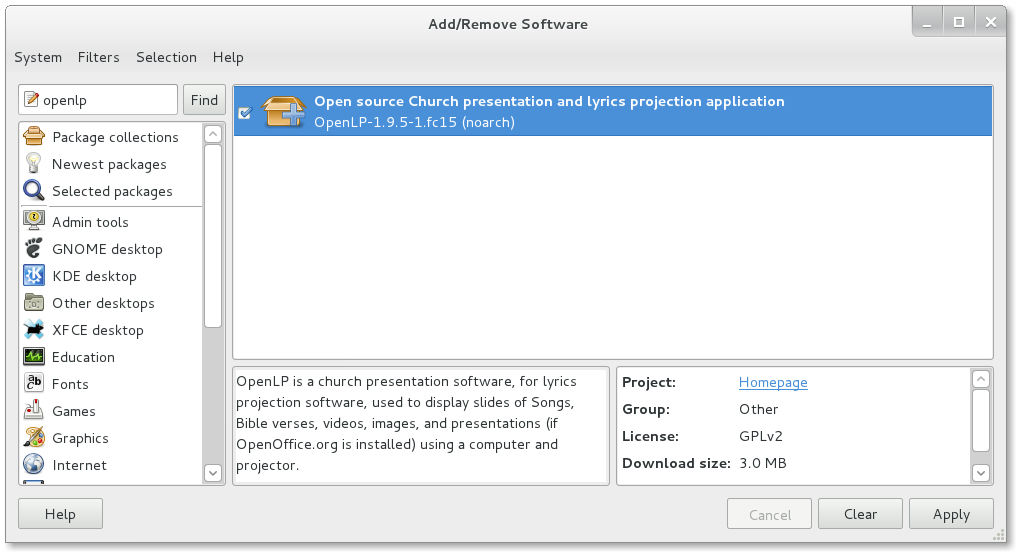 Add/Remove Software
System Filters Selection Help
openlp
Find
Package collections
Newest packages
Selected packages
Admin tools
GNOME desktop
KDE desktop
Other desktops
XFCE desktop
Education
Fonts
Games
Graphics
Internet
Open source Church presentation and lyrics projection application
OpenLP-1.9.5-1.fc15 (noarch)
OpenLP is a church presentation software, for lyrics
projection software, used to display slides of Songs,
Bible verses, videos, images, and presentations (if
OpenOffice.org is installed) using a computer and
projector.
Project: Homepage
Group: Other
License: GPLv2
Download size: 3.0 MB
Help
Cancel
Clear
Apply